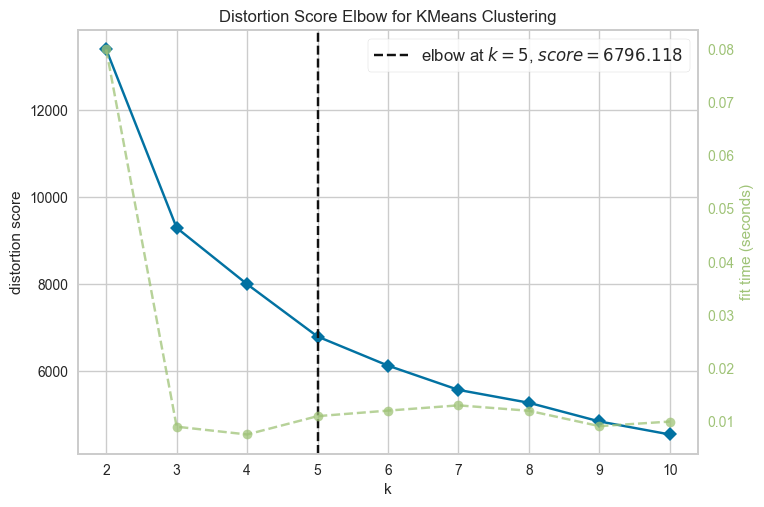 Distortion Score Elbow for KMeans Clustering
elbow at k = 5, score = 6796.118
distortion score
12000
10000
8000
6000
fit time (seconds)
0.08
0.07
0.06
0.05
0.04
0.03
0.02
0.01
2 3 4 5 6 7 8 9 10
k